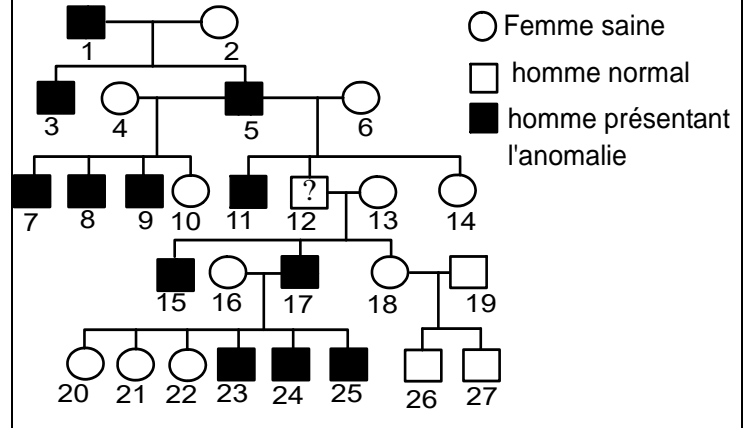 1 2
Femme saine
homme normal
3 4 5 6
homme présentant
l'anomalie
?
7 8 9 10 11 12 13 14
15 16 17 18 19
20 21 22 23 24 25 26 27